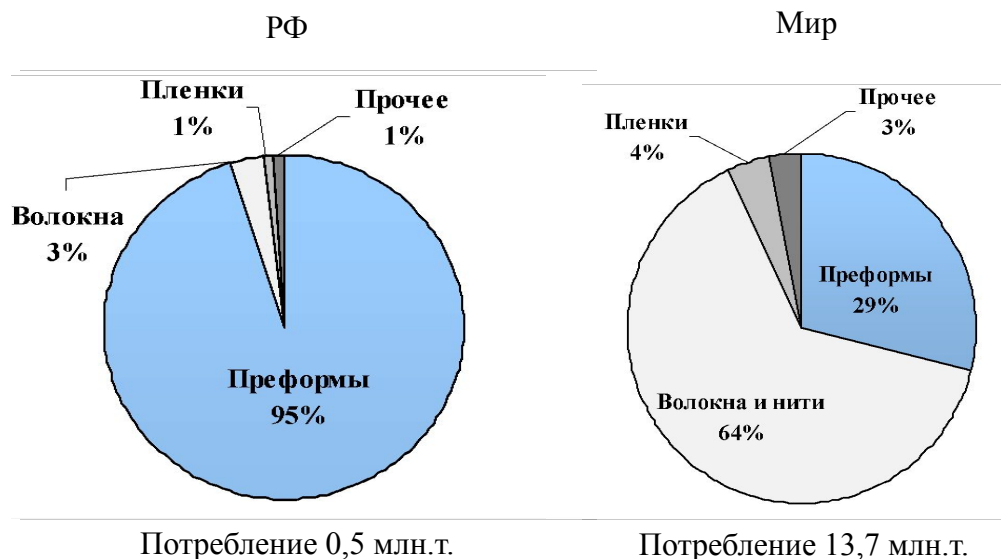 РФ
Пленки
1%
Прочее
1%
Волокна
3%
Преформы
95%
Потребление 0,5 млн.т.
Мир
Прочее
3%
Пленки
4%
Преформы
29%
Волокна и нити
64%
Потребление 13,7 млн.т.